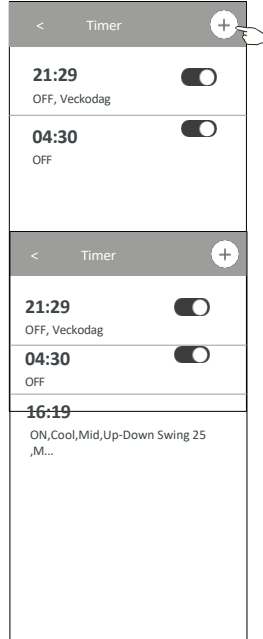 < Timer +
21:29
OFF, Veckodag
04:30
OFF
< Timer +
21:29
OFF, Veckodag
04:30
OFF
16:19
ON,Cool,Mid,Up-Down Swing 25
,M...